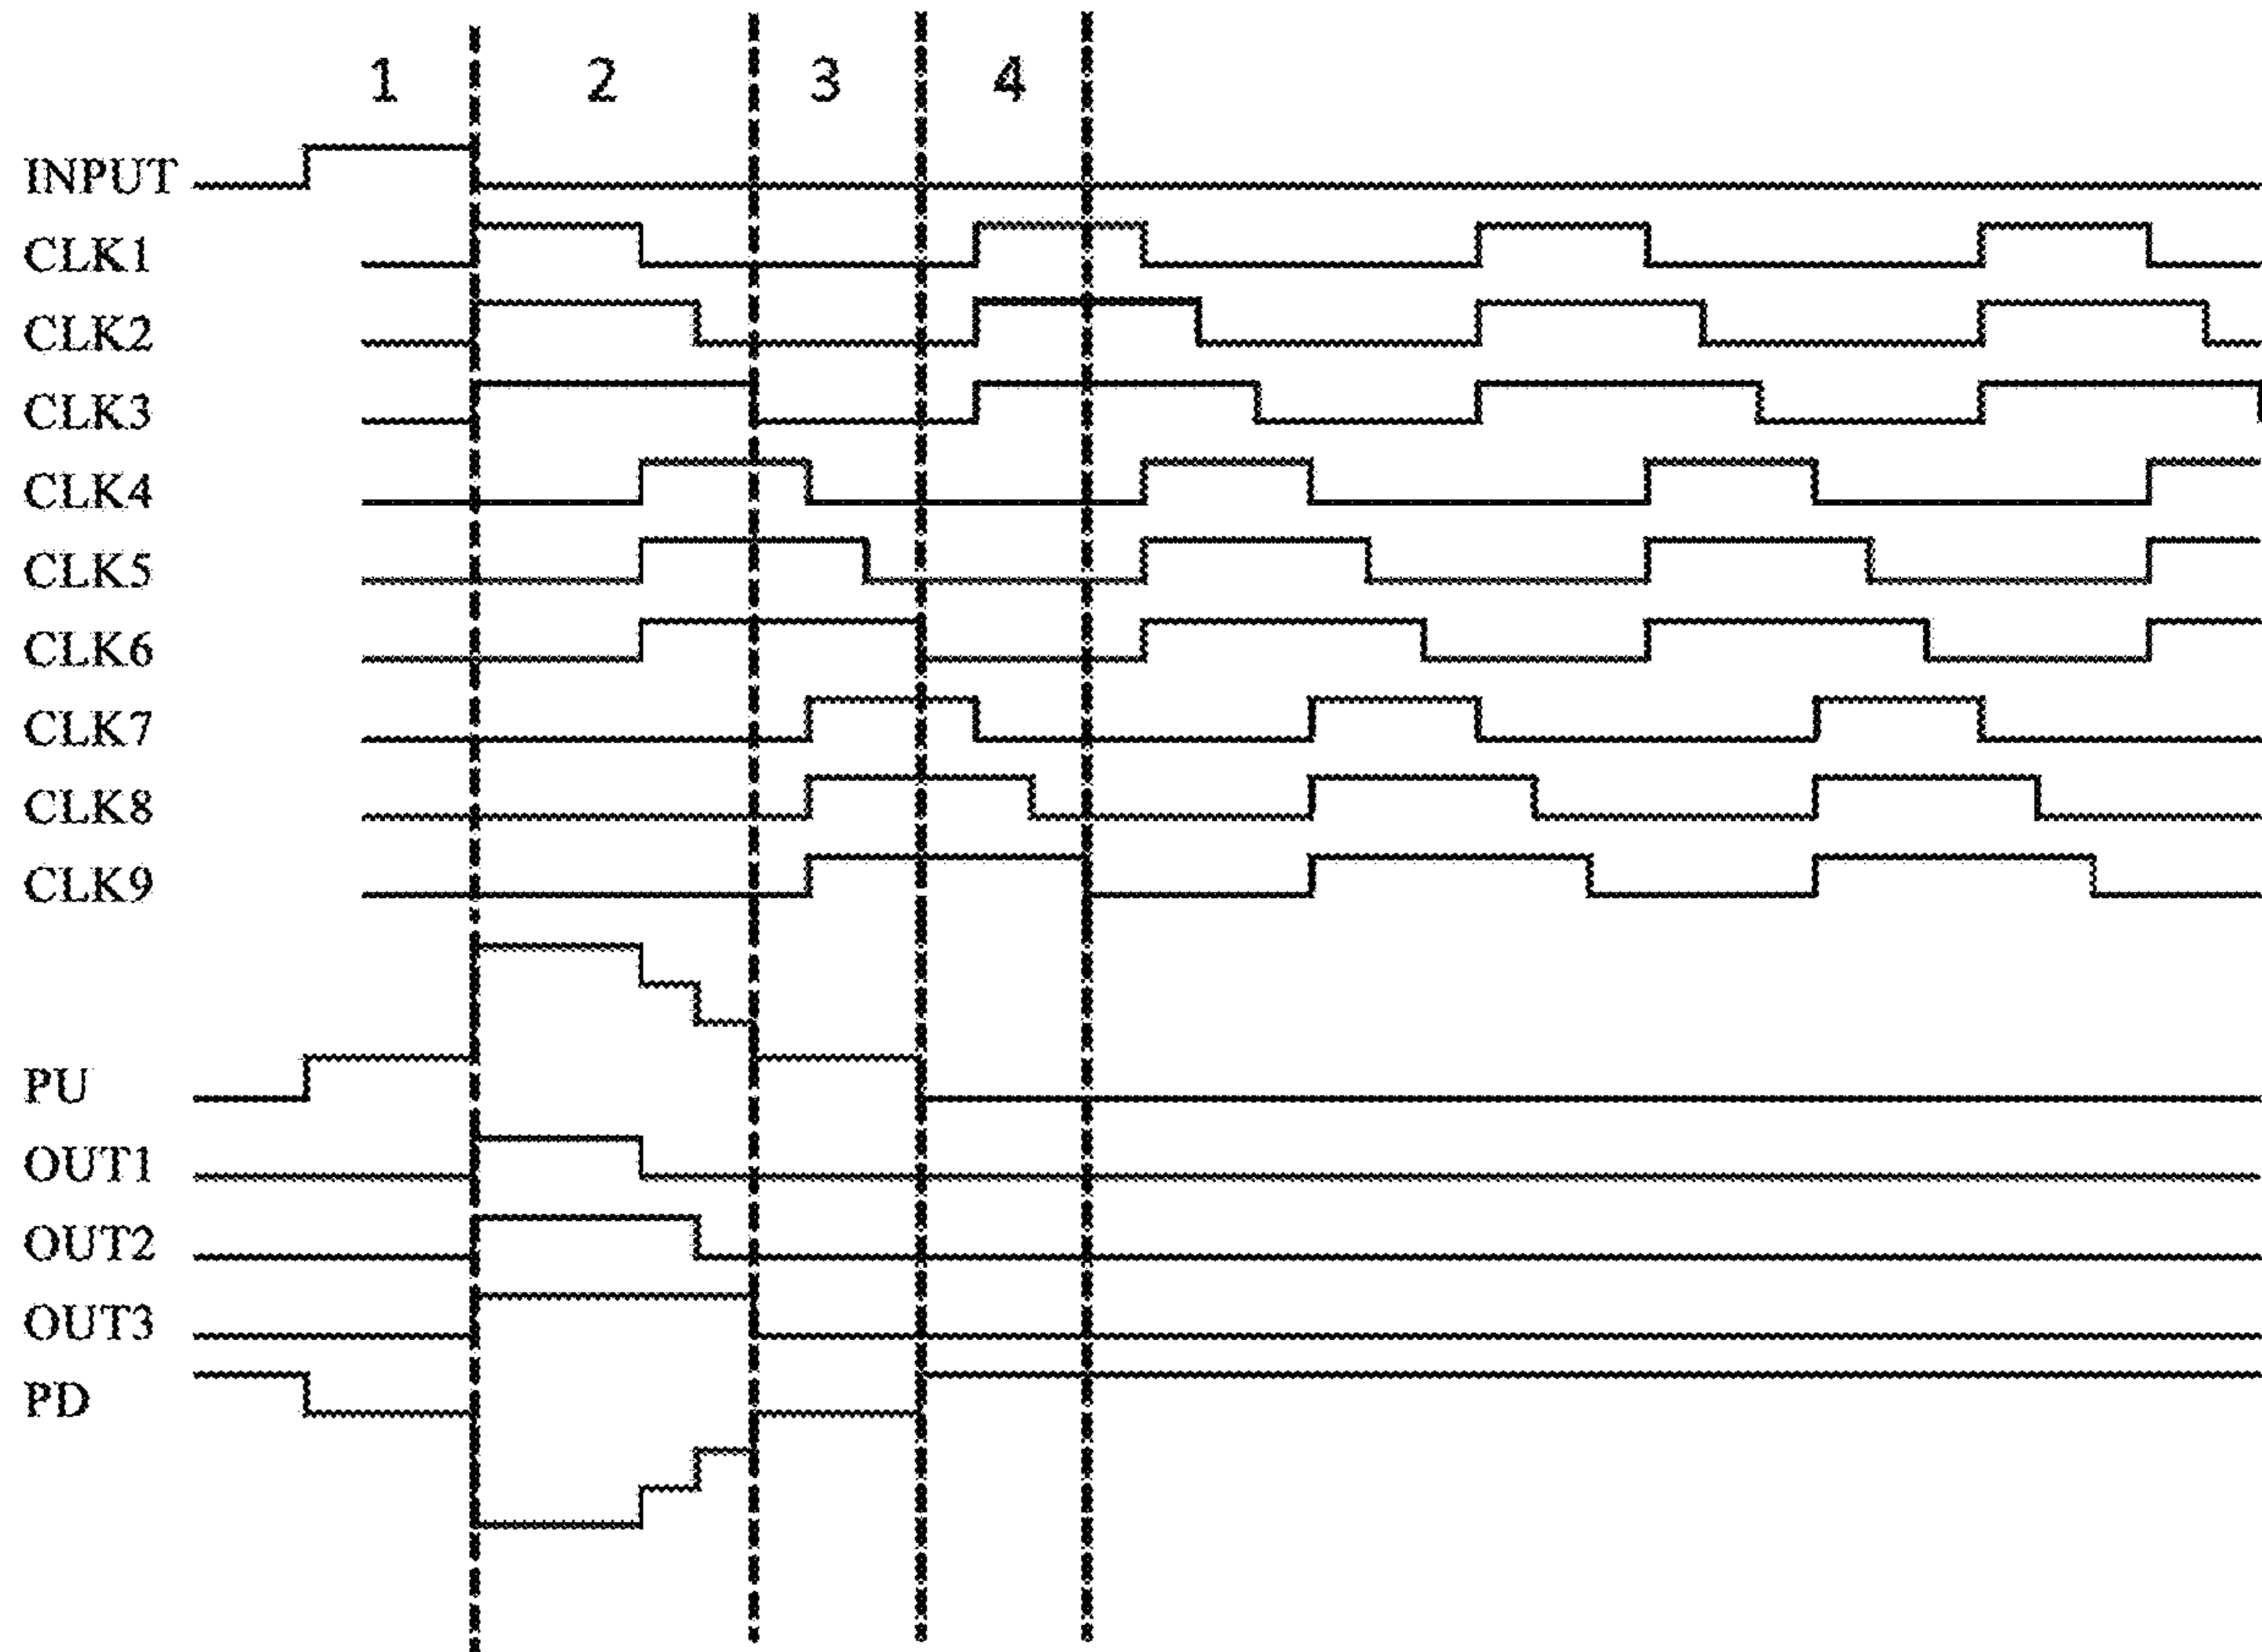 1 2 3 4
INPUT
CLK1
CLK2
CLK3
CLK4
CLK5
CLK6
CLK7
CLK8
CLK9
PU
OUT1
OUT2
OUT3
PD